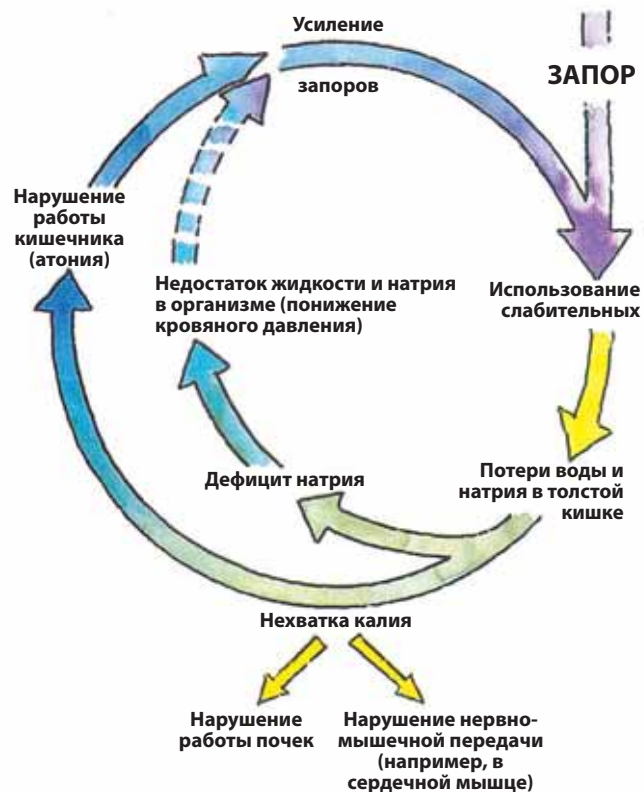 Усиление
запоров
ЗАПОР
Нарушение
работы
кишечника
(атония)
Недостаток жидкости и натрия
в организме (понижение
кровяного давления)
Использование
слабительных
Дефицит натрия
Потери воды и
натрия в толстой
кишке
Нехватка калия
Нарушение
работы почек
Нарушение нервно-
мышечной передачи
(например, в
сердечной мышце)